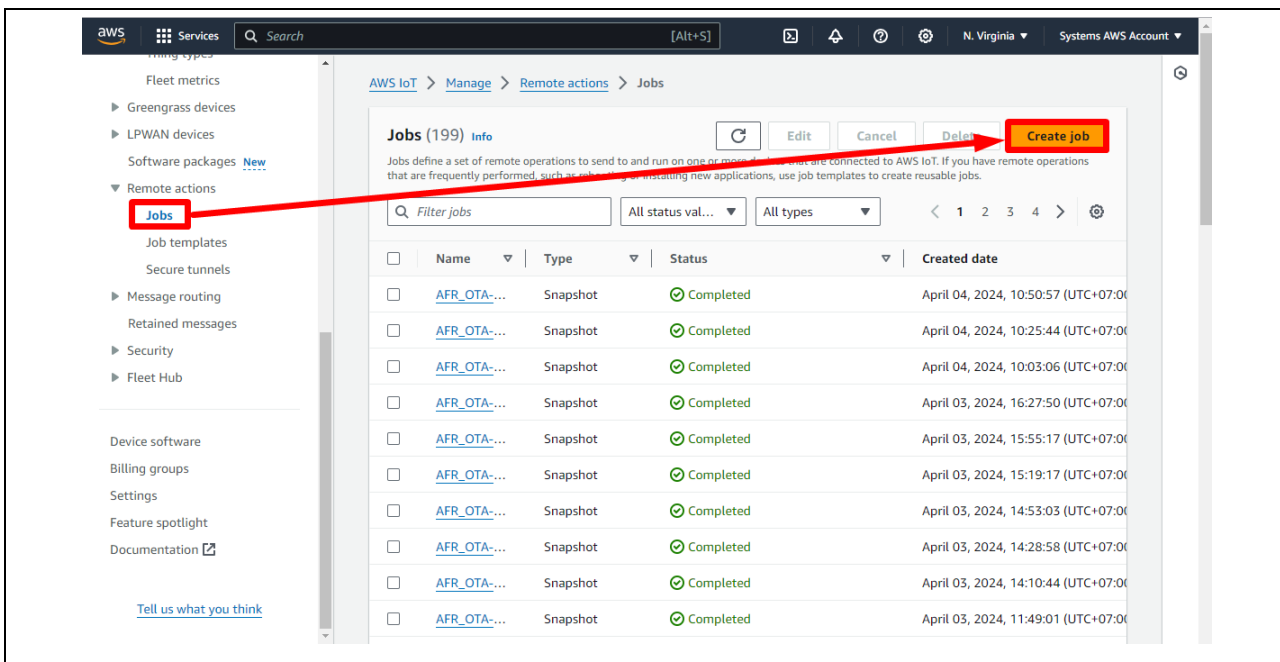 aws
Services
Search
[Alt+S]
N. Virginia
Systems AWS Account
Thing types
Fleet metrics
Greengrass devices
LPWAN devices
Software packages New
Remote actions
Jobs
Job templates
Secure tunnels
Message routing
Retained messages
Security
Fleet Hub
Device software
Billing groups
Settings
Feature spotlight
Documentation
Tell us what you think
AWS IoT > Manage > Remote actions > Jobs
Jobs (199) Info
Edit
Cancel
Delet
Create job
Jobs define a set of remote operations to send to and run on one or more devices that are connected to AWS IoT. If you have remote operations
that are frequently performed, such as rebooting or installing new applications, use job templates to create reusable jobs.
Filter jobs
All status val...
All types
1 2 3 4
Name Type Status Created date
AFR_OTA-... Snapshot Completed April 04, 2024, 10:50:57 (UTC+07:00
AFR_OTA-... Snapshot Completed April 04, 2024, 10:25:44 (UTC+07:00
AFR_OTA-... Snapshot Completed April 04, 2024, 10:03:06 (UTC+07:00
AFR_OTA-... Snapshot Completed April 03, 2024, 16:27:50 (UTC+07:00
AFR_OTA-... Snapshot Completed April 03, 2024, 15:55:17 (UTC+07:00
AFR_OTA-... Snapshot Completed April 03, 2024, 15:19:17 (UTC+07:00
AFR_OTA-... Snapshot Completed April 03, 2024, 14:53:03 (UTC+07:00
AFR_OTA-... Snapshot Completed April 03, 2024, 14:28:58 (UTC+07:00
AFR_OTA-... Snapshot Completed April 03, 2024, 14:10:44 (UTC+07:00
AFR_OTA-... Snapshot Completed April 03, 2024, 11:49:01 (UTC+07:00